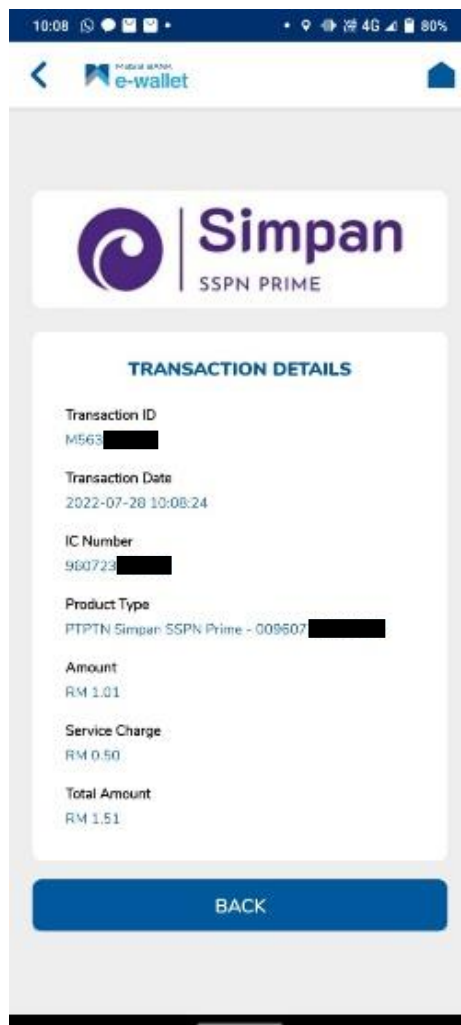 10:08
4G
80%
e-wallet
Simpan
SSPN PRIME
TRANSACTION DETAILS
Transaction ID
M563
Transaction Date
2022-07-28 10:08:24
IC Number
960723
Product Type
PTPTN Simpan SSPN Prime - 009607
Amount
RM 1.01
Service Charge
RM 0.50
Total Amount
RM 1.51
BACK